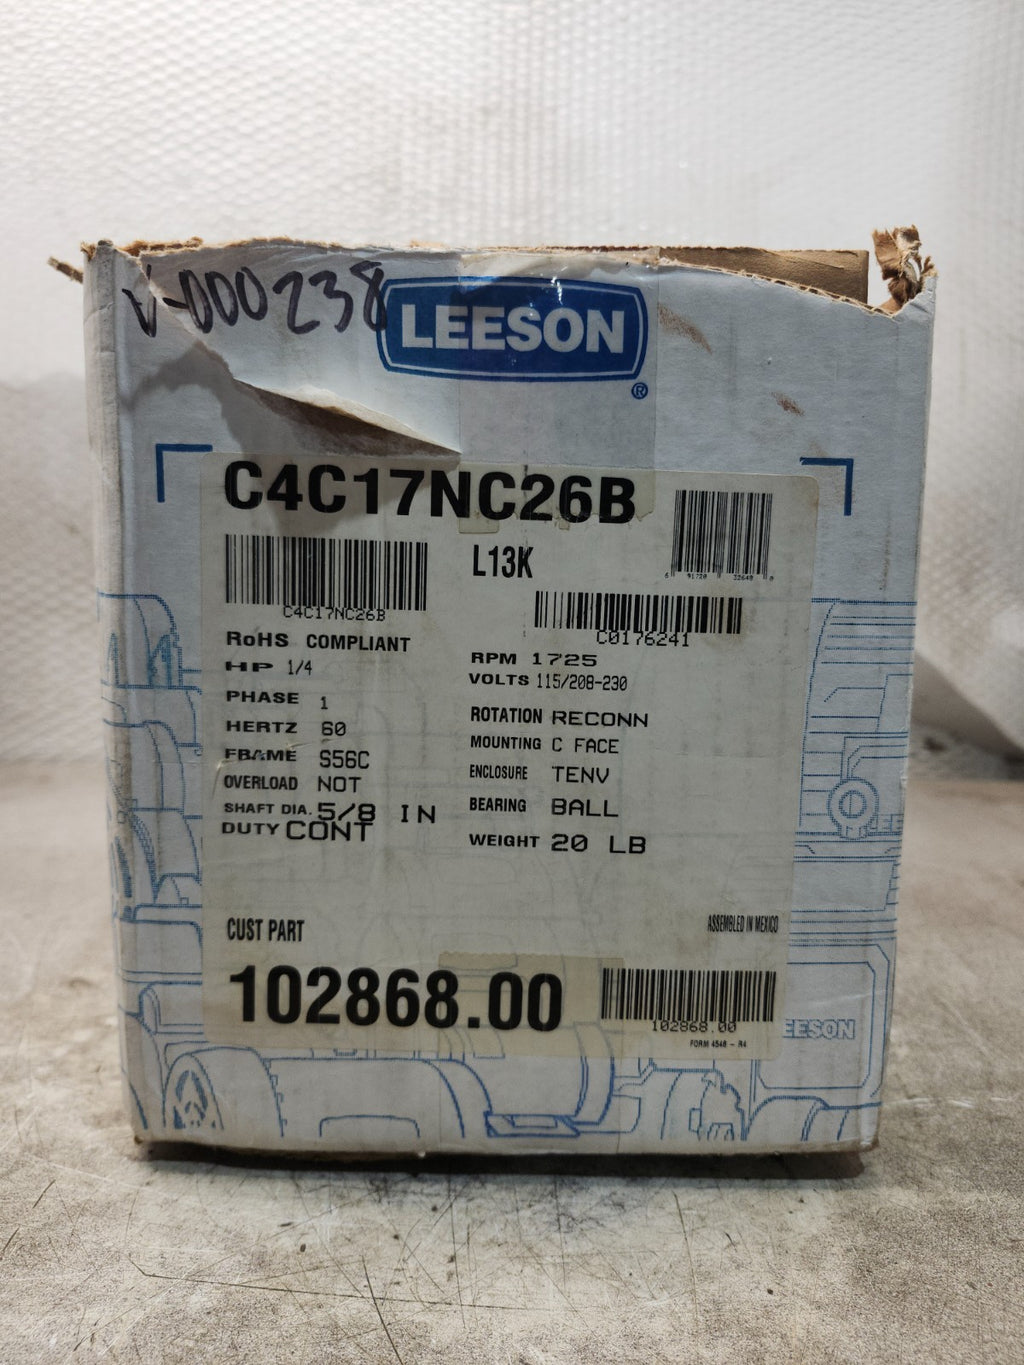 V-000238
LEESON
®
C4C17NC26B
L13K
C4C17NC26B
C0176241
RoHS COMPLIANT
HP 1/4
PHASE 1
HERTZ 60
FRAME S56C
OVERLOAD NOT
SHAFT DIA. 5/8 IN
DUTY CONT
RPM 1725
VOLTS 115/208-230
ROTATION RECONN
MOUNTING C FACE
ENCLOSURE TENV
BEARING BALL
WEIGHT 20 LB
CUST PART
ASSEMBLED IN MEXICO
102868.00
102868.00
FORM 4546 - R4
EESON